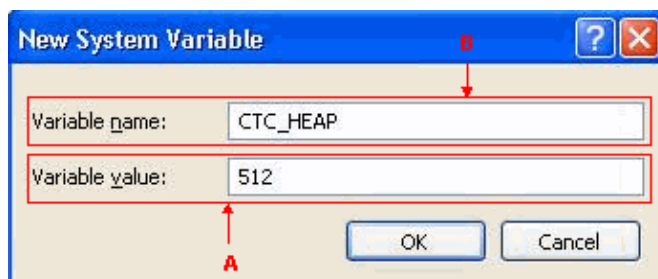 New System Variable
B
Variable name: CTC_HEAP
Variable value: 512
A
OK Cancel